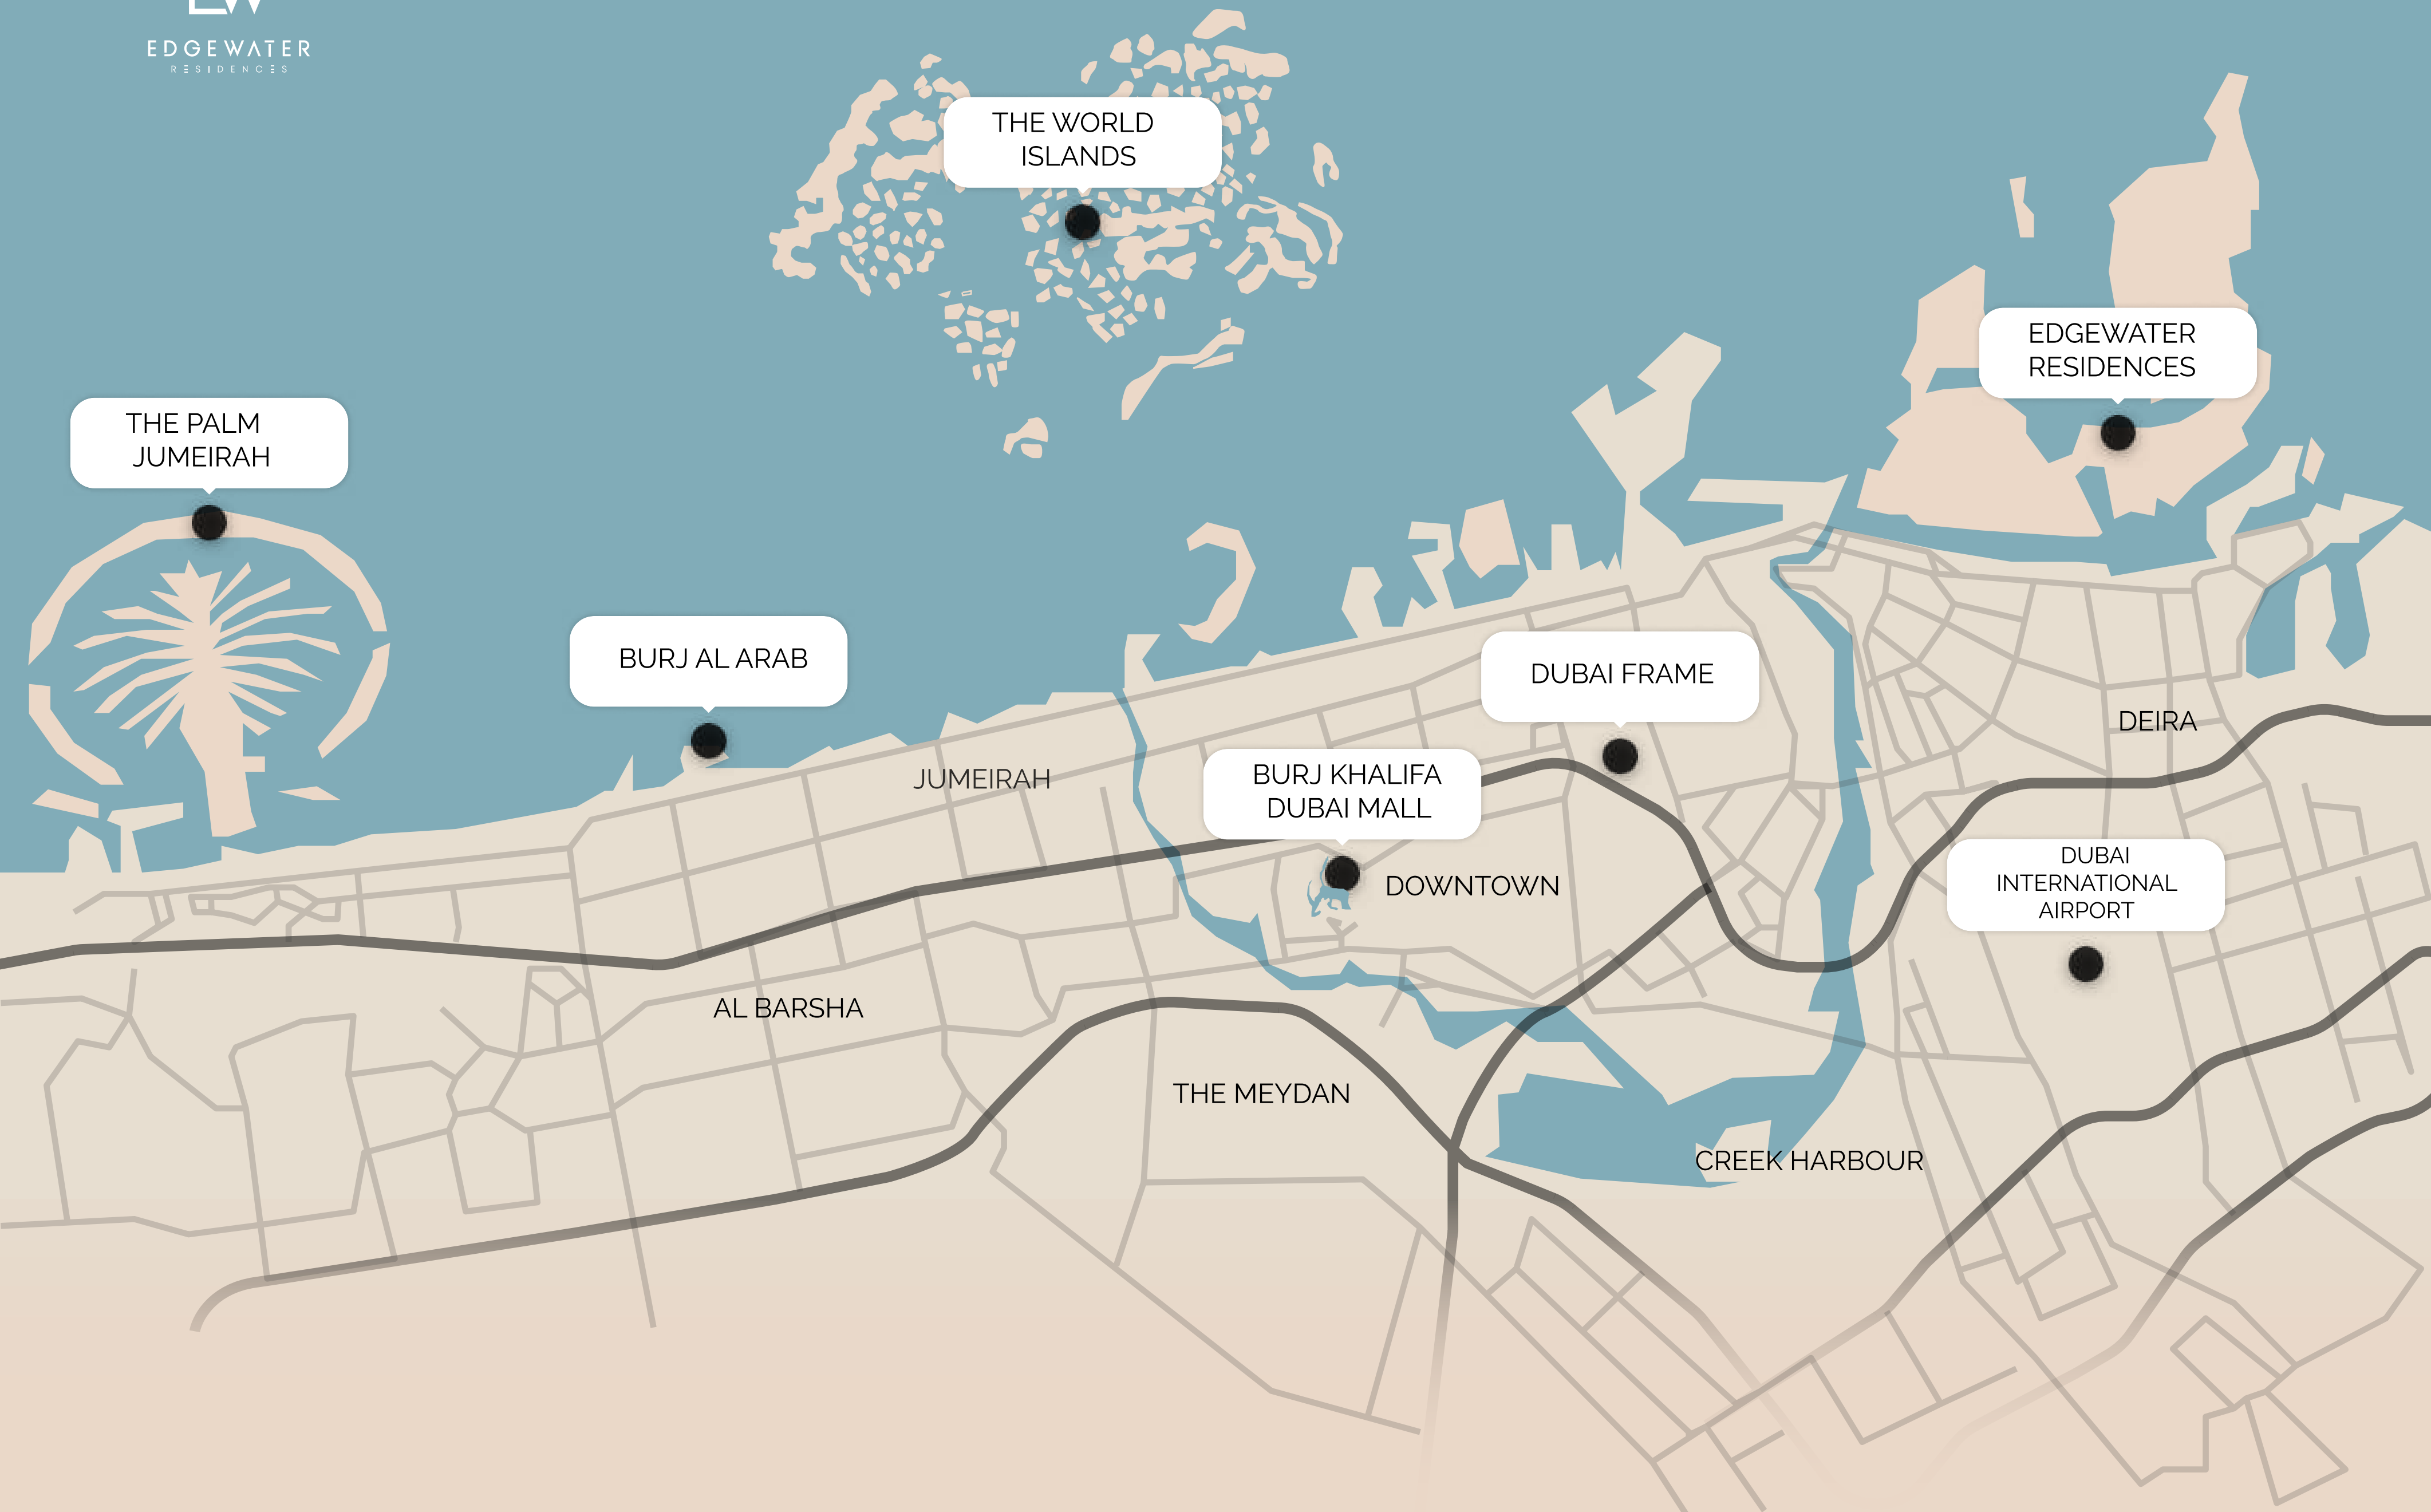 EDGEWATER
RESIDENCES
THE WORLD
ISLANDS
EDGEWATER
RESIDENCES
THE PALM
JUMEIRAH
BURJ AL ARAB
DUBAI FRAME
DEIRA
JUMEIRAH
BURJ KHALIFA
DUBAI MALL
DOWNTOWN
DUBAI
INTERNATIONAL
AIRPORT
AL BARSHA
THE MEYDAN
CREEK HARBOUR